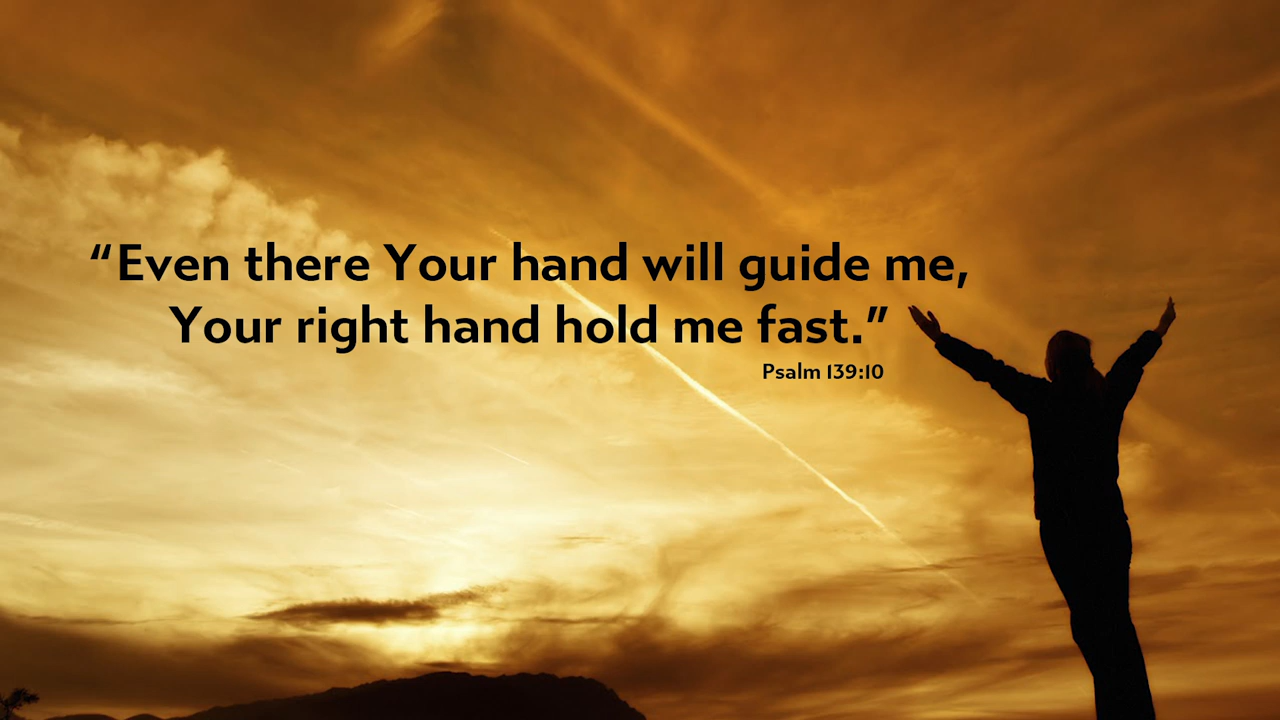 “Even there Your hand will guide me,
Your right hand hold me fast.”
Psalm 139:10